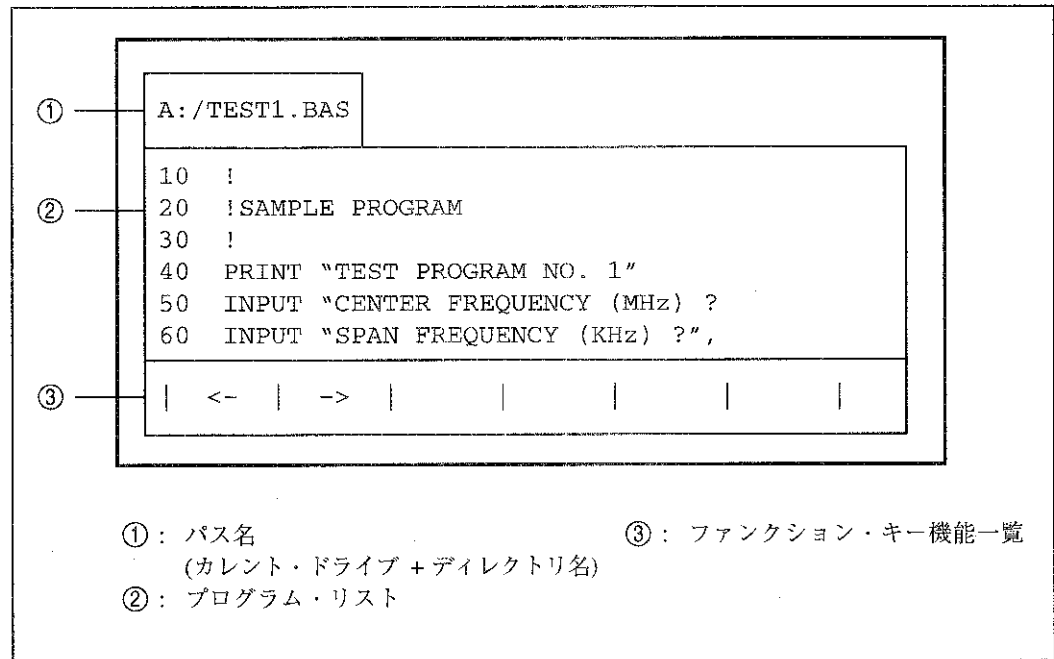 ① A:/TEST1.BAS
10 !
② 20 !SAMPLE PROGRAM
30 !
40 PRINT “TEST PROGRAM NO. 1”
50 INPUT “CENTER FREQUENCY (MHz) ?
60 INPUT “SPAN FREQUENCY (KHz) ?”,
③ | <- | -> | | | | |
①： パス名 ③： ファンクション・キー機能一覧
(カレント・ドライブ + ディレクトリ名)
②： プログラム・リスト